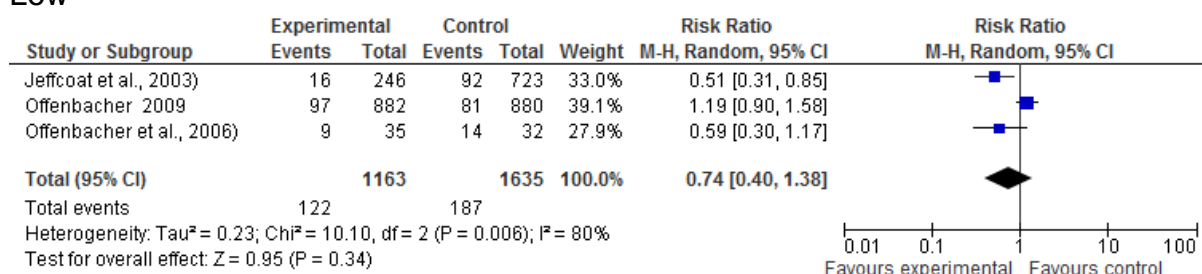 Low
Experimental Control Risk Ratio Risk Ratio
Study or Subgroup Events Total Events Total Weight M-H, Random, 95% CI M-H, Random, 95% CI
Jeffcoat et al., 2003) 16 246 92 723 33.0% 0.51 [0.31, 0.85]
Offenbacher 2009 97 882 81 880 39.1% 1.19 [0.90, 1.58]
Offenbacher et al., 2006) 9 35 14 32 27.9% 0.59 [0.30, 1.17]
Total (95% CI) 1163 1635 100.0% 0.74 [0.40, 1.38]
Total events 122 187
Heterogeneity: Tau² = 0.23; Chi² = 10.10, df = 2 (P = 0.006); I² = 80%
Test for overall effect: Z = 0.95 (P = 0.34)
0.01 0.1 1 10 100
Favours experimental Favours control